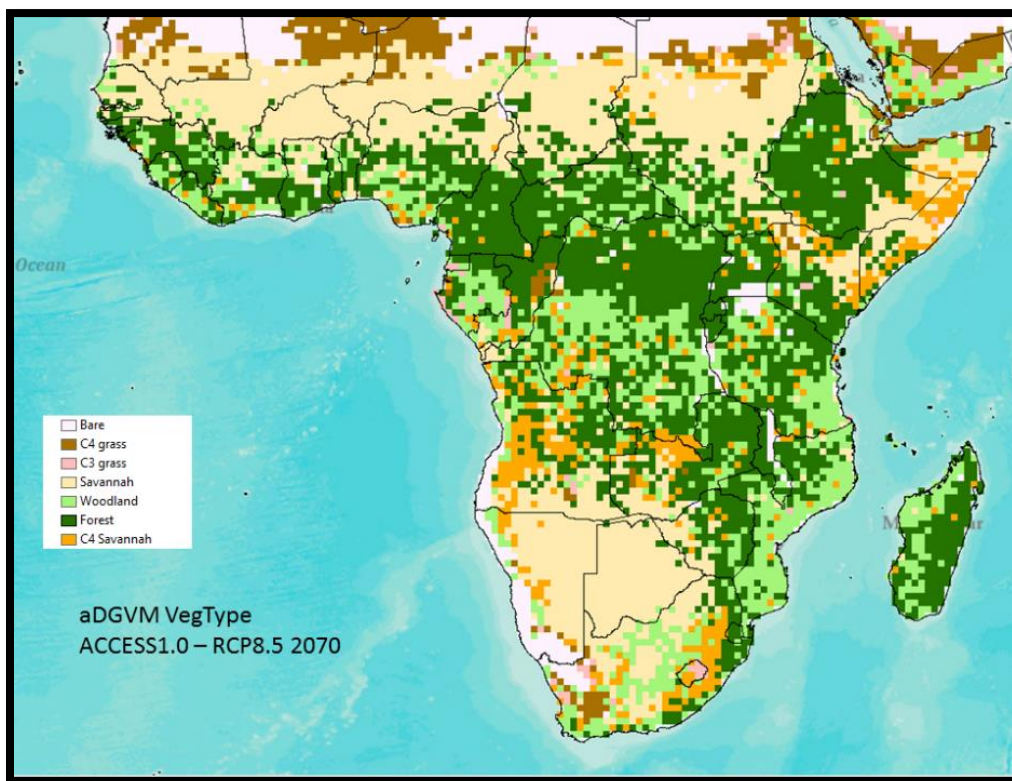 Ocean
Bare
C4 grass
C3 grass
Savannah
Woodland
Forest
C4 Savannah
aDGVM VegType
ACCESS1.0 – RCP8.5 2070